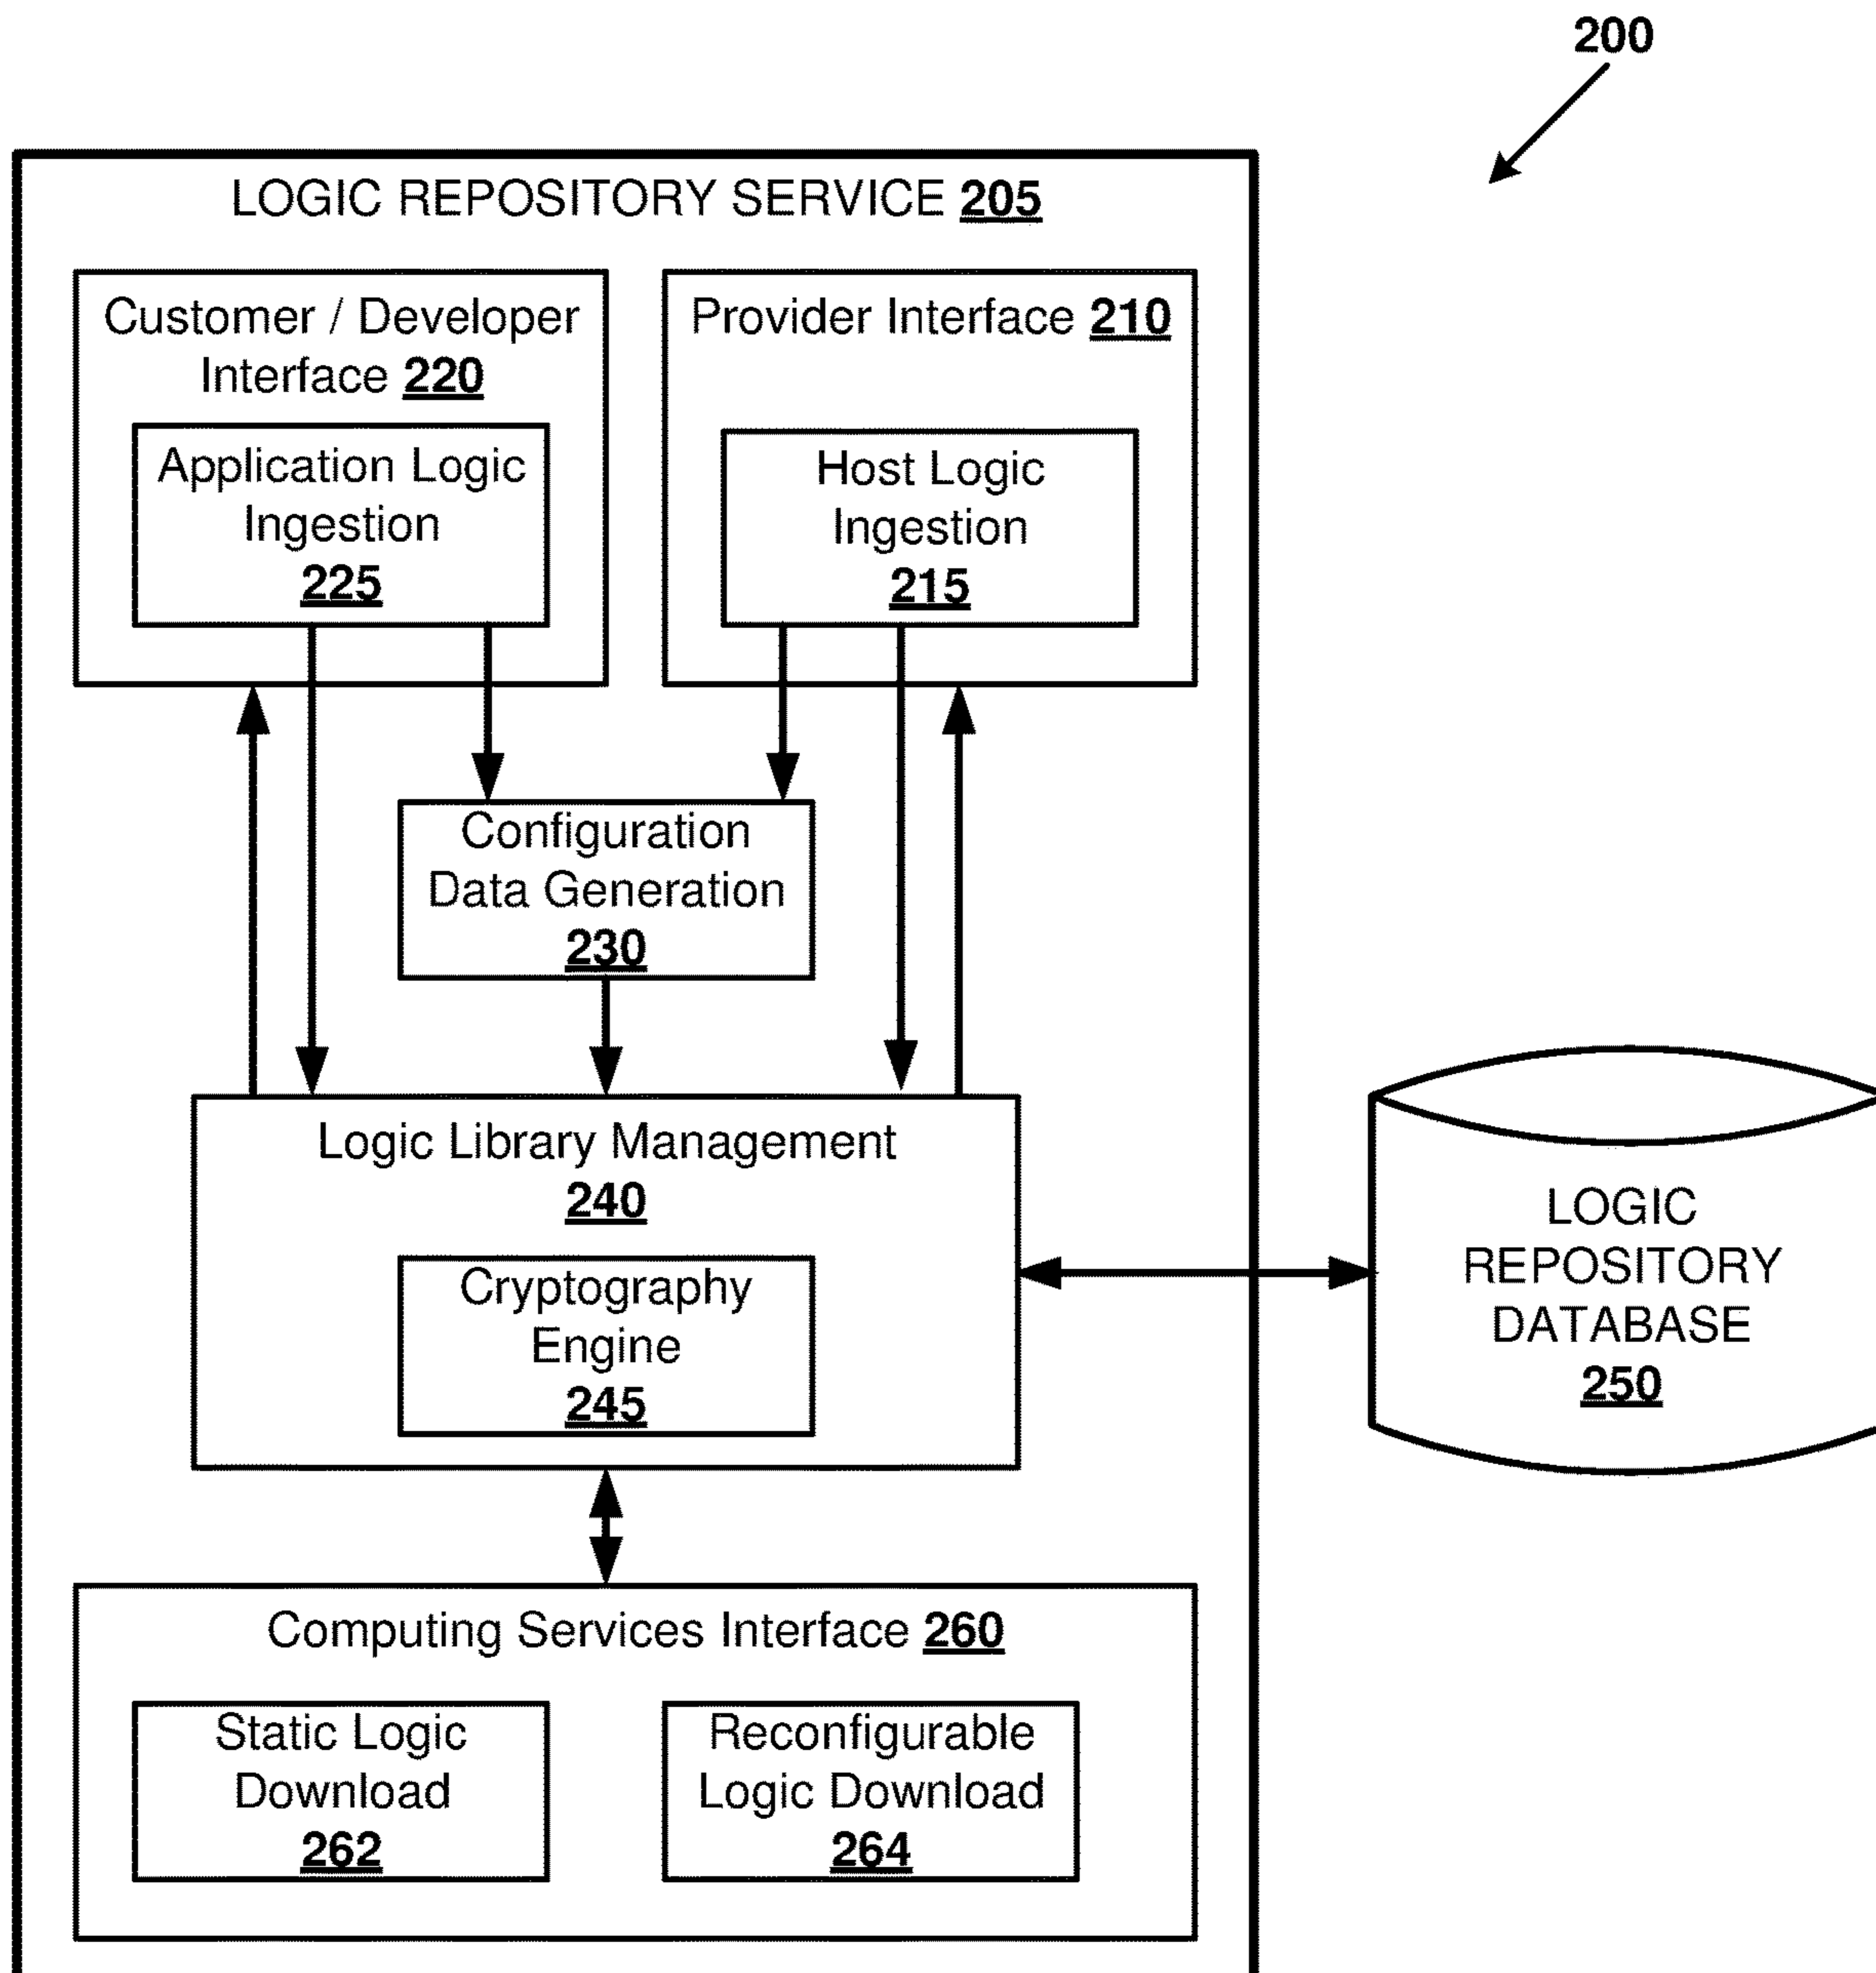 200
LOGIC REPOSITORY SERVICE 205
Customer / Developer
Interface 220
Application Logic
Ingestion
225
Provider Interface 210
Host Logic
Ingestion
215
Configuration
Data Generation
230
Logic Library Management
240
Cryptography
Engine
245
LOGIC
REPOSITORY
DATABASE
250
Computing Services Interface 260
Static Logic
Download
262
Reconfigurable
Logic Download
264